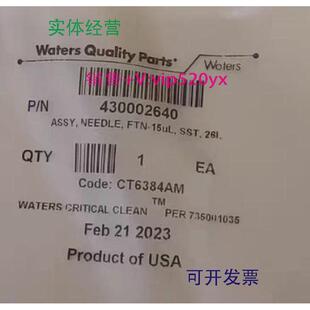 实体经营
Waters Quality Parts
Waters
+V:vip520yx
P/N
430002640
ASSY, NEEDLE, FTN-15uL, SST, 26L
QTY
1
EA
Code: CT6384AM
WATERS CRITICAL CLEAN ™ PER 735001035
Feb 21 2023
Product of USA
可开发票